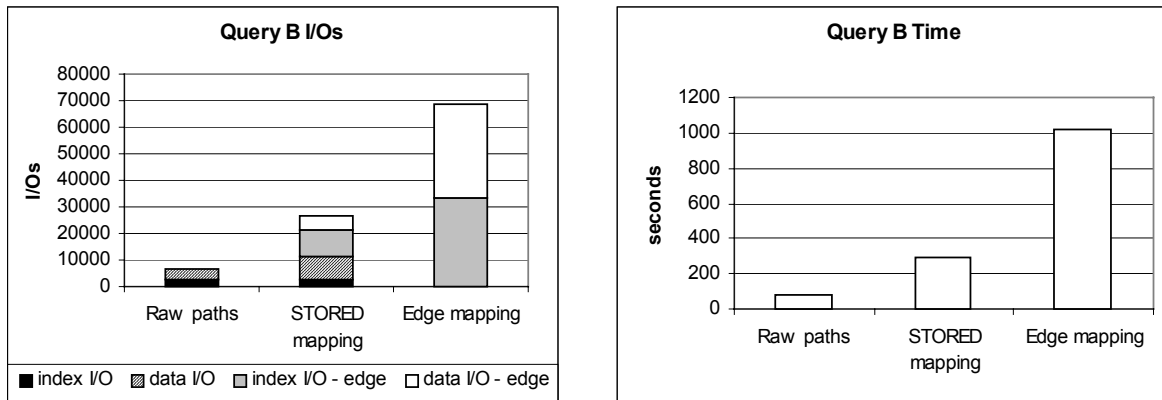 Query B I/Os
80000
70000
60000
50000
40000
30000
20000
10000
0
I/Os
Raw paths
STORED
mapping
Edge mapping
index I/O
data I/O
index I/O - edge
data I/O - edge
Query B Time
1200
1000
800
600
400
200
0
seconds
Raw paths
STORED
mapping
Edge mapping